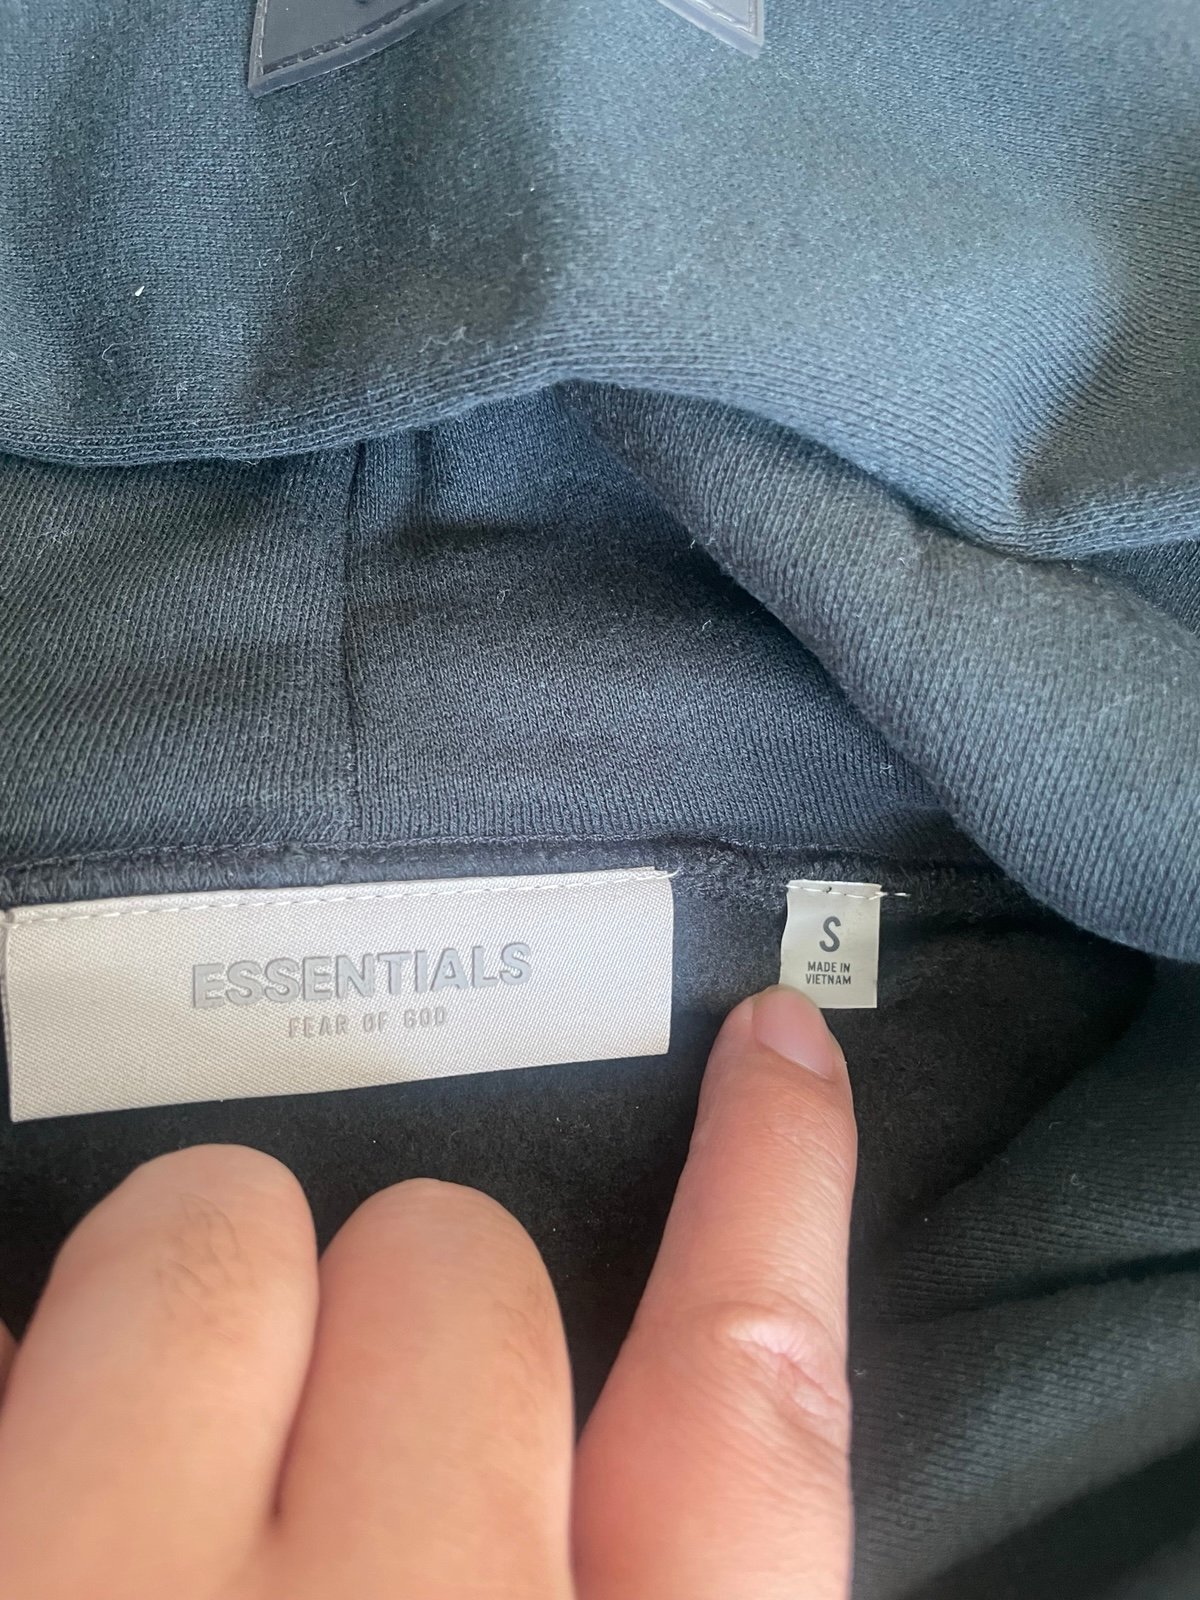 ESSENTIALS
FEAR OF GOD
S
MADE IN
VIETNAM